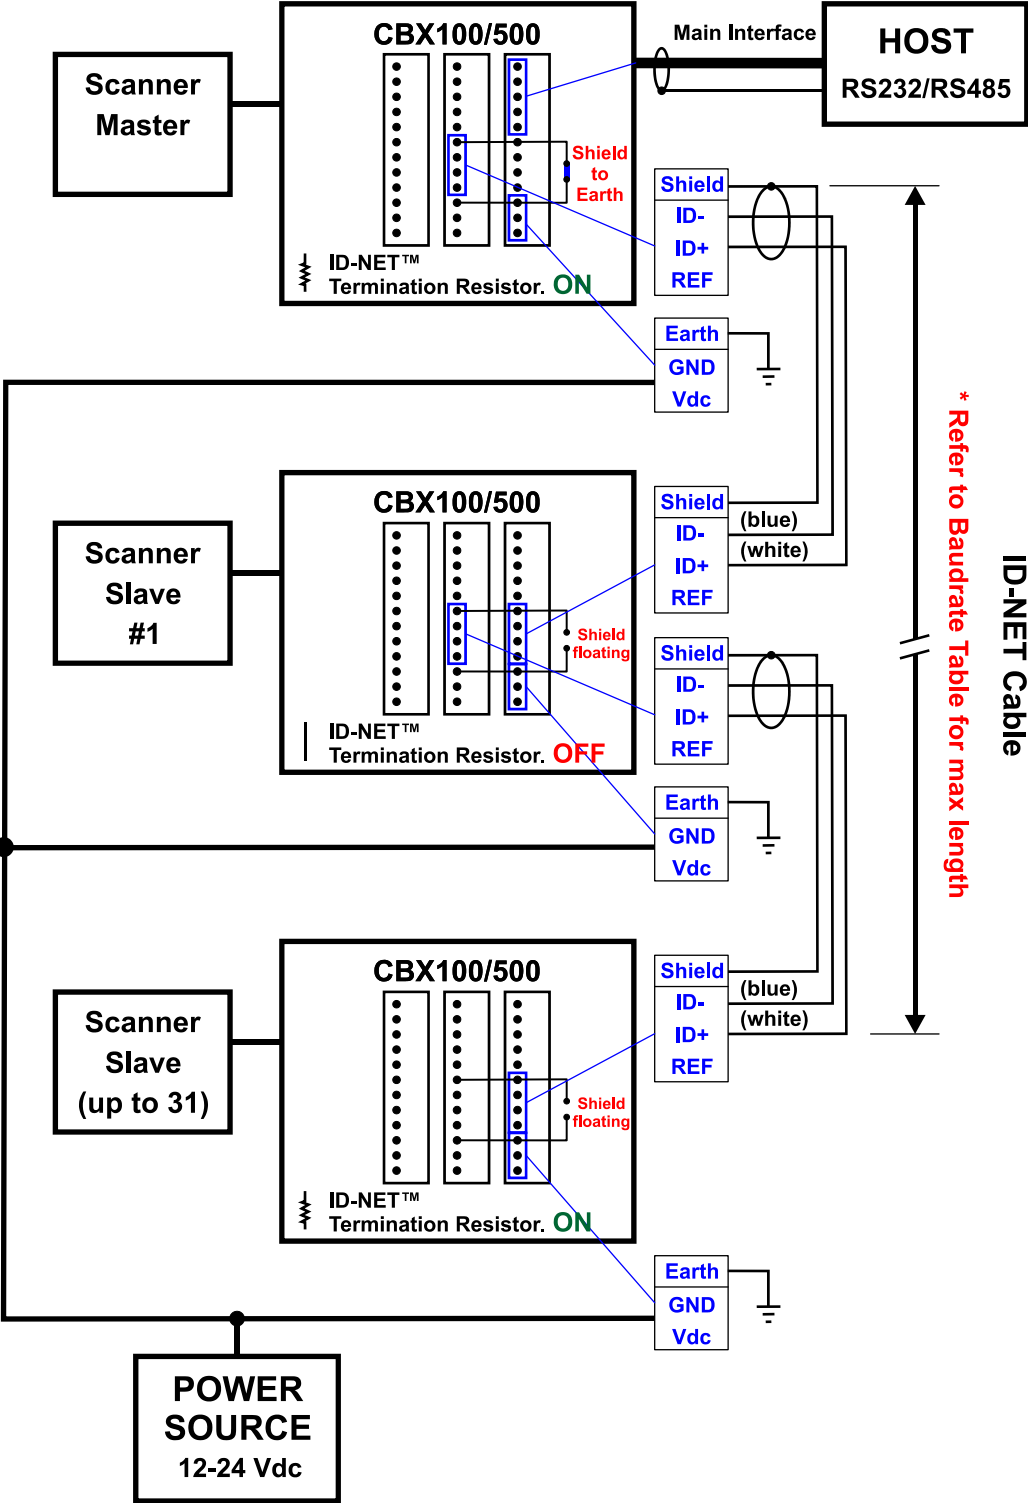 CBX100/500
Main Interface
HOST
RS232/RS485
Scanner
Master
Shield
to
Earth
ID-NET™
Termination Resistor. ON
Shield
ID-
ID+
REF
Earth
GND
Vdc
CBX100/500
Scanner
Slave
#1
Shield
floating
ID-NET™
Termination Resistor. OFF
Shield
ID-
ID+
REF
(blue)
(white)
Shield
ID-
ID+
REF
Earth
GND
Vdc
CBX100/500
Scanner
Slave
(up to 31)
Shield
floating
ID-NET™
Termination Resistor. ON
Shield
ID-
ID+
REF
(blue)
(white)
Earth
GND
Vdc
POWER
SOURCE
12-24 Vdc
* Refer to Baudrate Table for max length
ID-NET Cable